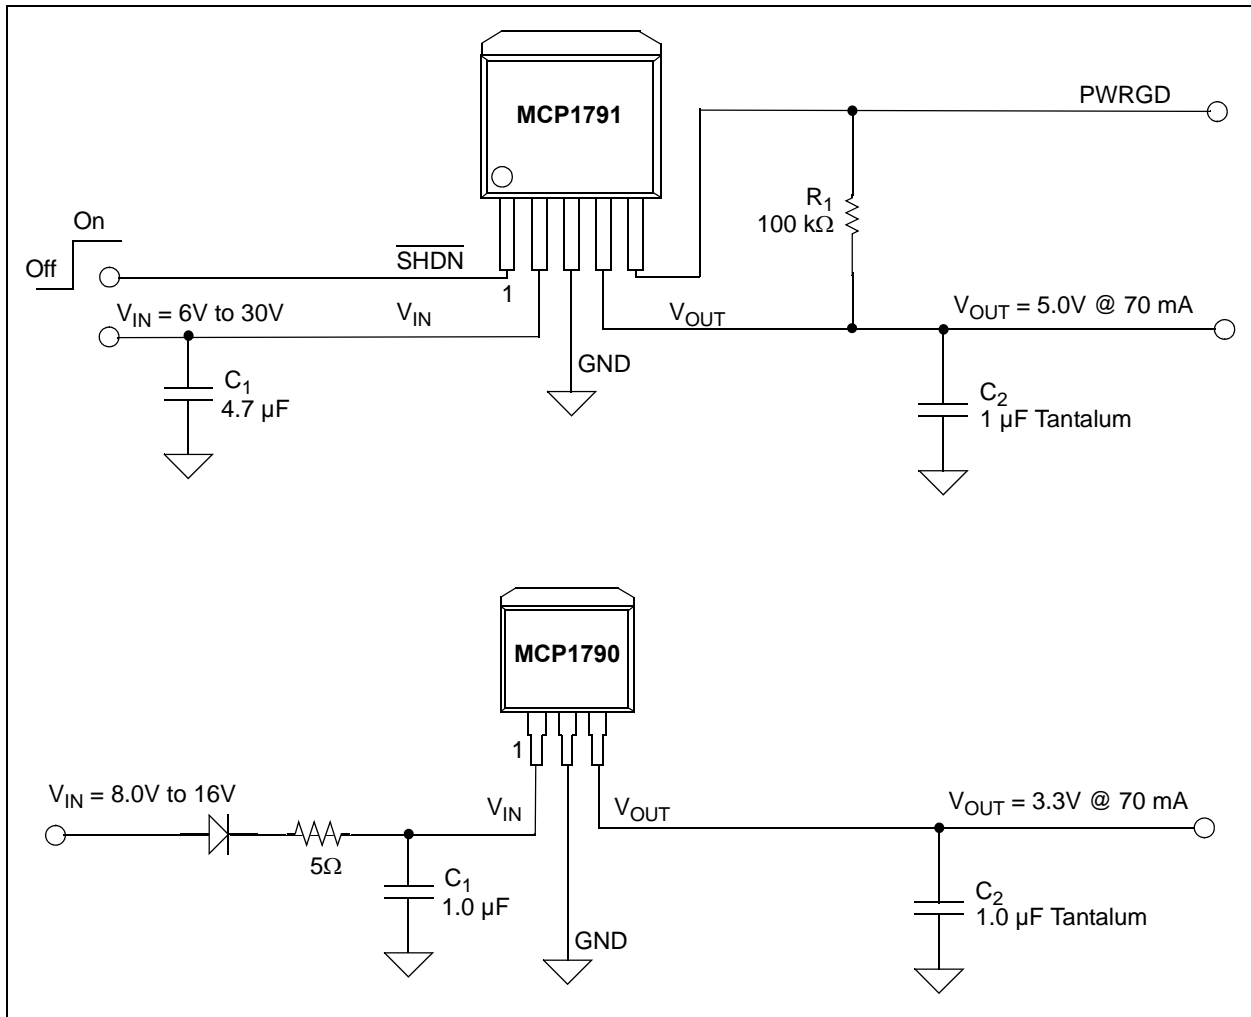 MCP1791
PWRGD
R1
100 kΩ
On
Off
SHDN
1
VIN = 6V to 30V
VIN
VOUT
VOUT = 5.0V @ 70 mA
GND
C1
4.7 µF
C2
1 µF Tantalum
MCP1790
1
VIN = 8.0V to 16V
VIN
VOUT
VOUT = 3.3V @ 70 mA
5Ω
C1
1.0 µF
C2
1.0 µF Tantalum
GND